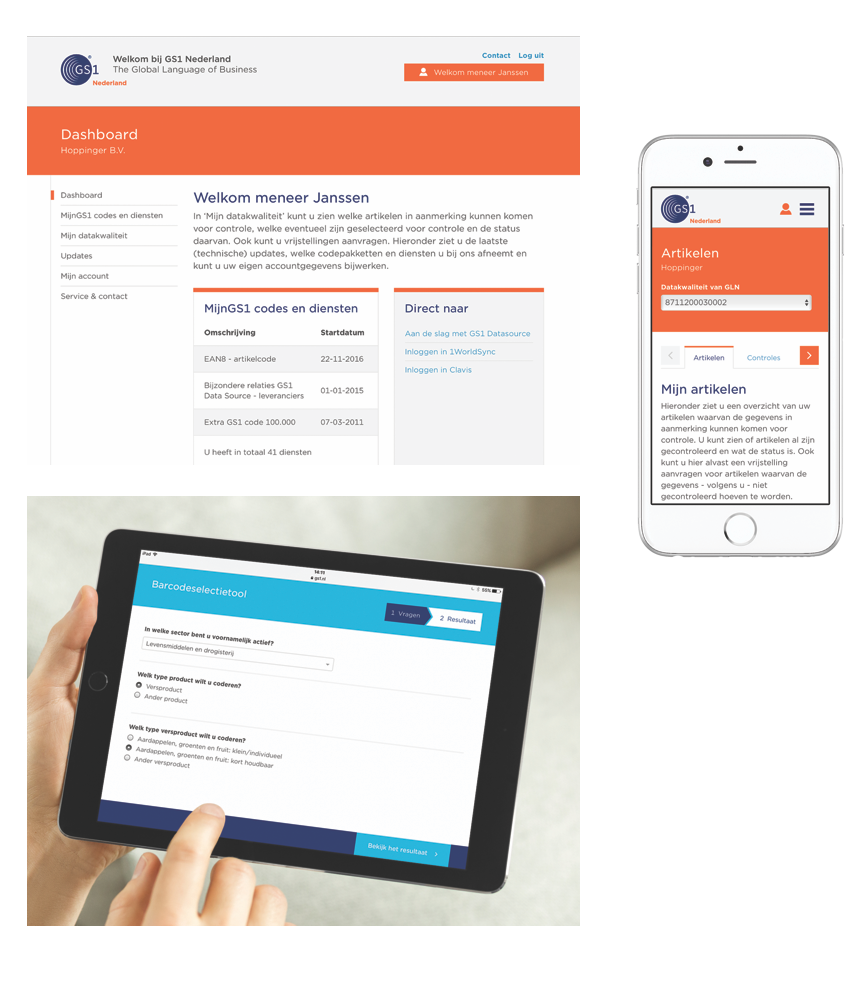 GS1
Nederland
Welkom bij GS1 Nederland
The Global Language of Business
Contact Log uit
Welkom meneer Janssen
Dashboard
Hoppinger B.V.
Dashboard
MijnGS1 codes en diensten
Mijn datakwaliteit
Updates
Mijn account
Service & contact
Welkom meneer Janssen
In ‘Mijn datakwaliteit’ kunt u zien welke artikelen in aanmerking kunnen komen
voor controle, welke eventueel zijn geselecteerd voor controle en de status
daarvan. Ook kunt u vrijstellingen aanvragen. Hieronder ziet u de laatste
(technische) updates, welke codepakketten en diensten u bij ons afneemt en
kunt u uw eigen accountgegevens bijwerken.
MijnGS1 codes en diensten
Omschrijving Startdatum
EAN8 - artikelcode 22-11-2016
Bijzondere relaties GS1
Data Source - leveranciers 01-01-2015
Extra GS1 code 100.000 07-03-2011
U heeft in totaal 41 diensten
Direct naar
Aan de slag met GS1 Datasource
Inloggen in 1WorldSync
Inloggen in Clavis
GS1
Nederland
Artikelen
Hoppinger
Datakwaliteit van GLN
8711200030002
Artikelen Controles
Mijn artikelen
Hieronder ziet u een overzicht van uw
artikelen waarvan de gegevens in
aanmerking kunnen komen voor
controle. U kunt zien of artikelen al zijn
gecontroleerd en wat de status is. Ook
kunt u hier alvast een vrijstelling
aanvragen voor artikelen waarvan de
gegevens - volgens u - niet
gecontroleerd hoeven te worden.
iPad
14:11
gs1.nl
55%
Barcodeselectietool
1 Vragen 2 Resultaat
In welke sector bent u voornamelijk actief?
Levensmiddelen en drogisterij
Welk type product wilt u coderen?
Versproduct
Ander product
Welk type versproduct wilt u coderen?
Aardappelen, groenten en fruit: klein/individueel
Aardappelen, groenten en fruit: kort houdbaar
Ander versproduct
Bekijk het resultaat